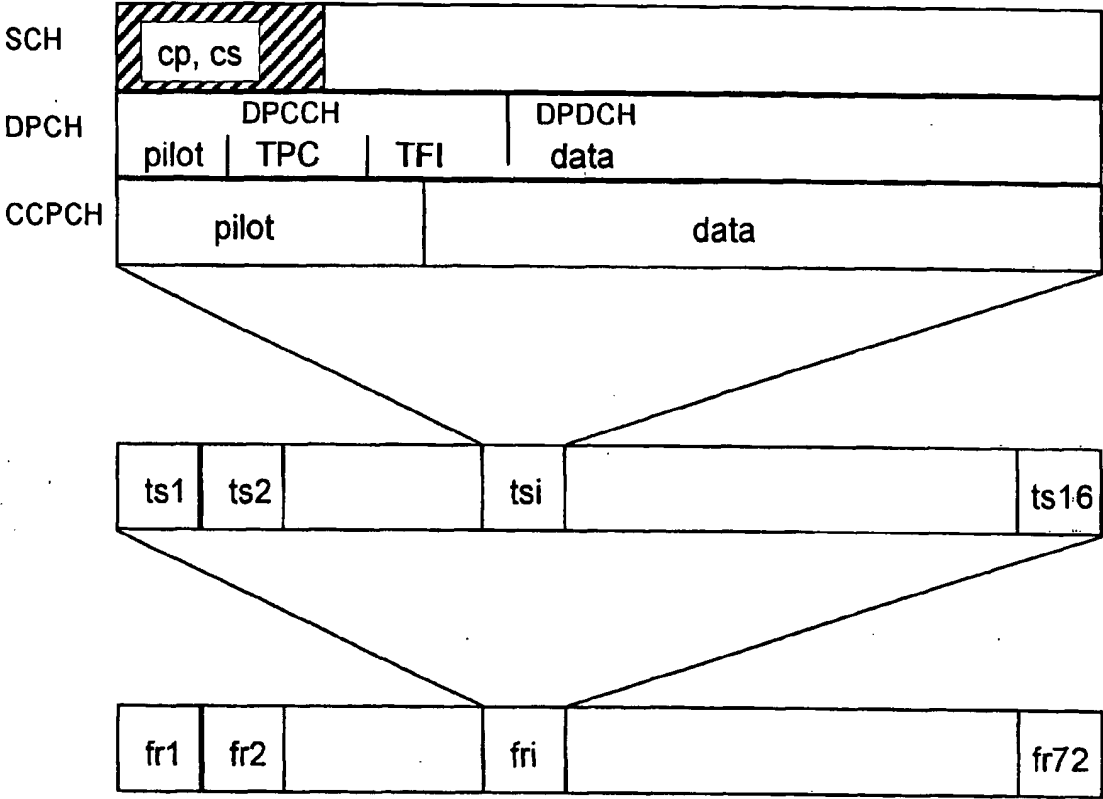 SCH
cp, cs
DPCH
DPCCH
DPDCH
pilot TPC TFI data
CCPCH
pilot data
ts1 ts2 tsi ts16
fr1 fr2 fri fr72